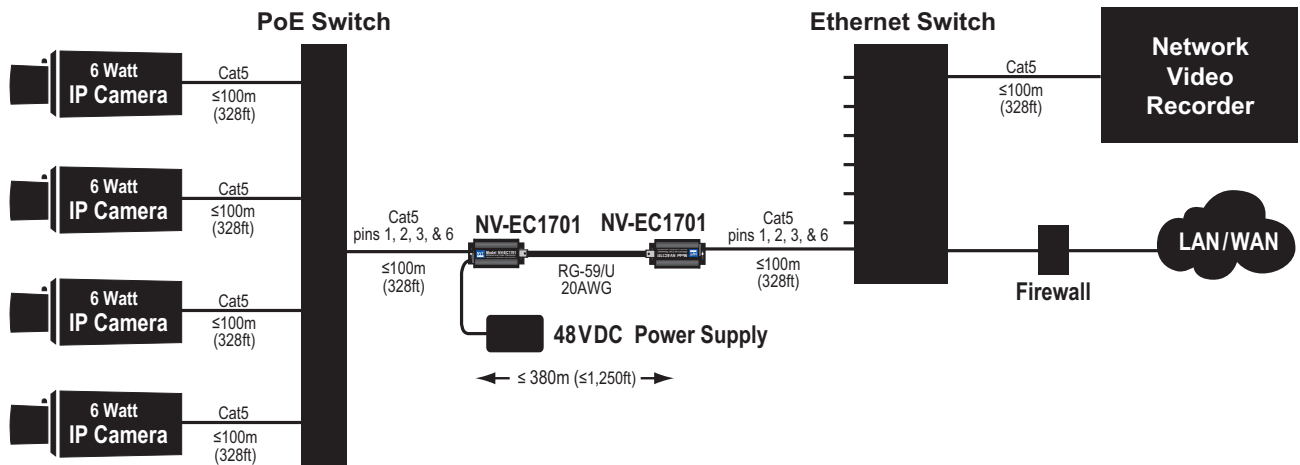 PoE Switch
Ethernet Switch
6 Watt
IP Camera
Cat5
≤100m
(328ft)
6 Watt
IP Camera
Cat5
≤100m
(328ft)
6 Watt
IP Camera
Cat5
≤100m
(328ft)
6 Watt
IP Camera
Cat5
≤100m
(328ft)
Cat5
pins 1, 2, 3, & 6
≤100m
(328ft)
NV-EC1701
NV-EC1701
RG-59/U
20AWG
48VDC Power Supply
≤ 380m (≤1,250ft)
Cat5
pins 1, 2, 3, & 6
≤100m
(328ft)
Cat5
≤100m
(328ft)
Network
Video
Recorder
Firewall
LAN/WAN